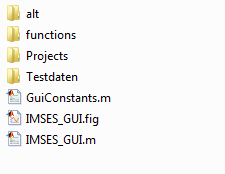 alt
functions
Projects
Testdaten
GuiConstants.m
IMSES_GUI.fig
IMSES_GUI.m